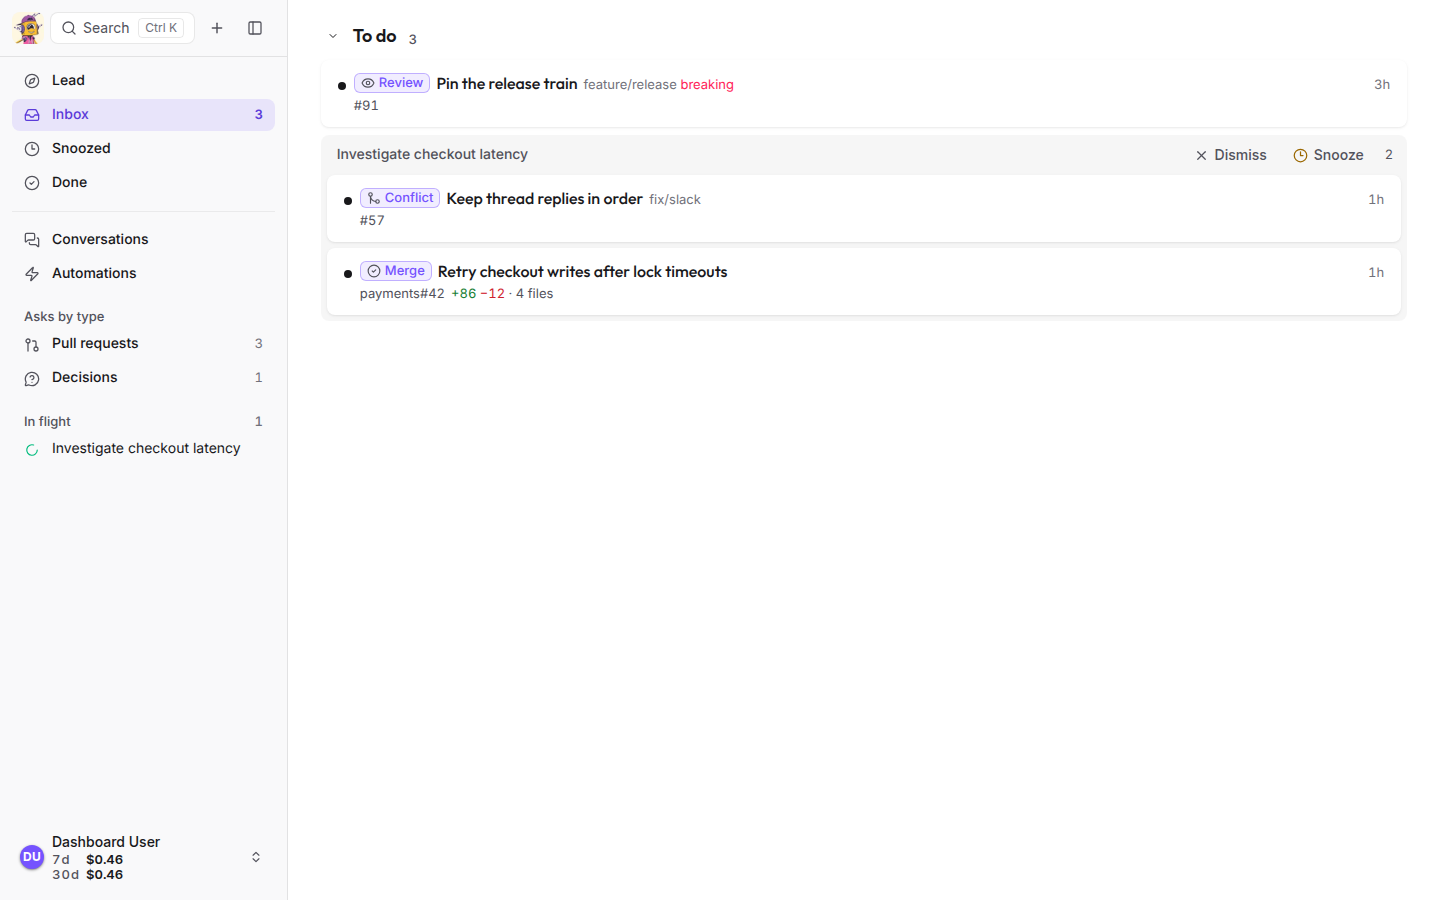 Search Ctrl K
Lead
Inbox 3
Snoozed
Done
Conversations
Automations
Asks by type
Pull requests 3
Decisions 1
In flight 1
Investigate checkout latency
DU Dashboard User
7d $0.46
30d $0.46
To do 3
Review Pin the release train feature/release breaking 3h
#91
Investigate checkout latency Dismiss Snooze 2
Conflict Keep thread replies in order fix/slack 1h
#57
Merge Retry checkout writes after lock timeouts 1h
payments#42 +86 −12 · 4 files